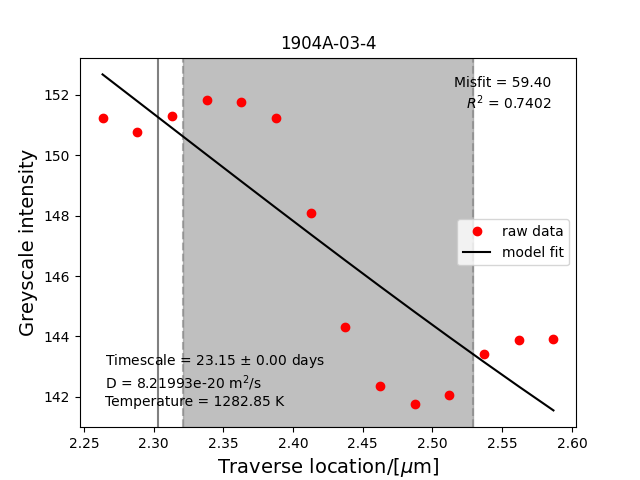 1904A-03-4
Misfit = 59.40
R² = 0.7402
152
150
148
146
144
142
Greyscale intensity
raw data
model fit
Timescale = 23.15 ± 0.00 days
D = 8.21993e-20 m²/s
Temperature = 1282.85 K
2.25 2.30 2.35 2.40 2.45 2.50 2.55 2.60
Traverse location/[μm]